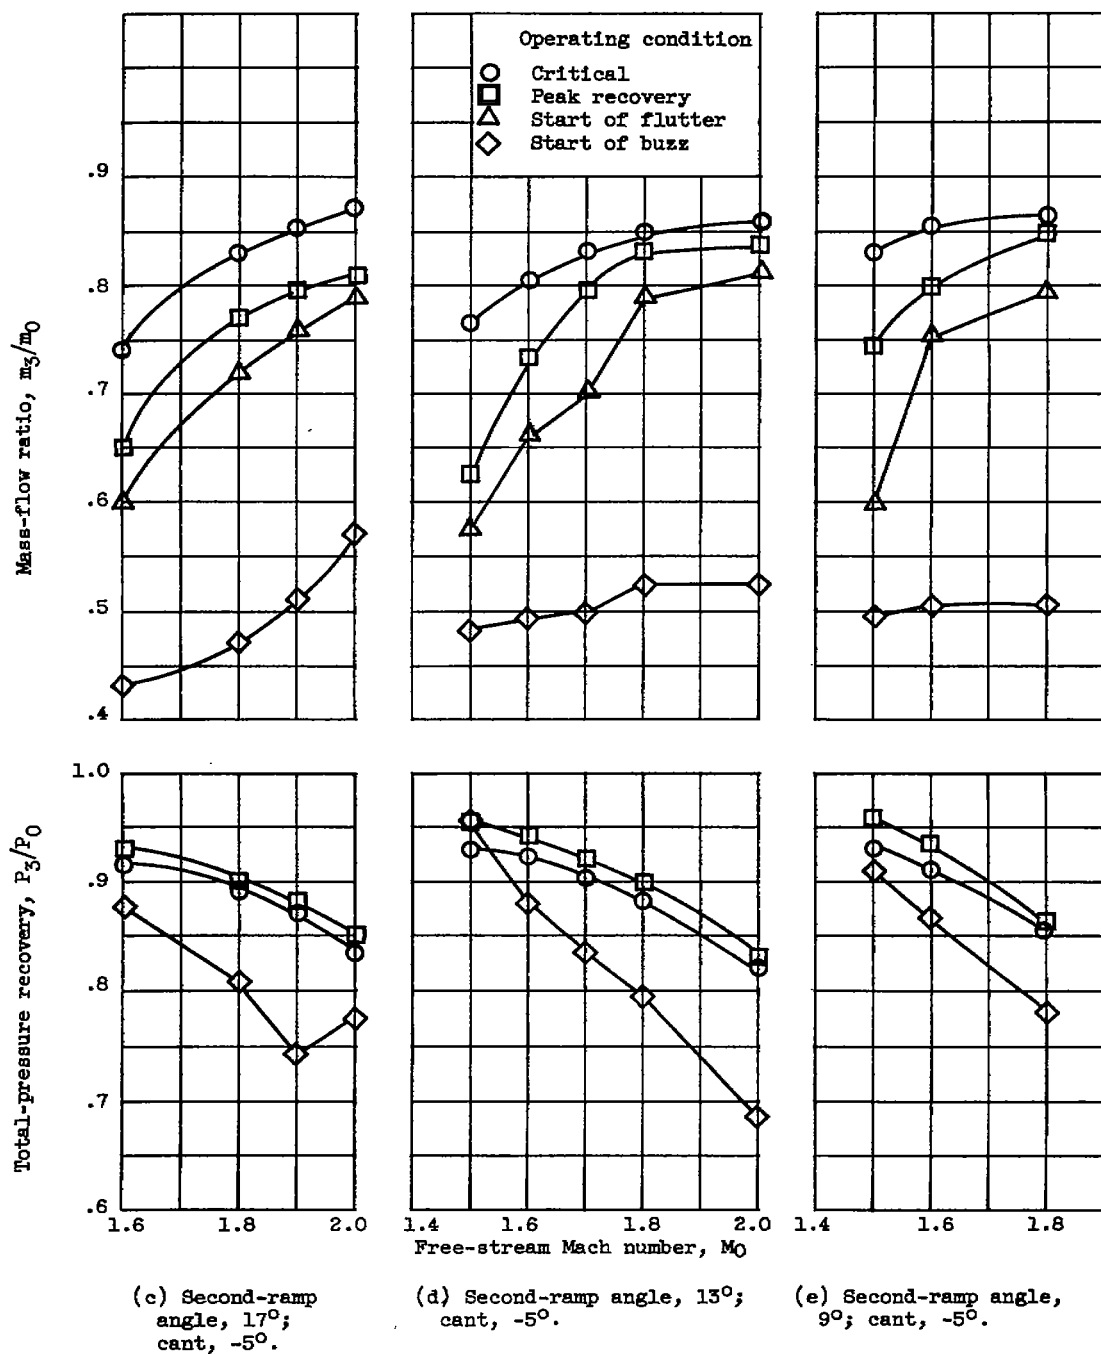 Operating condition
Critical
Peak recovery
Start of flutter
Start of buzz
Mass-flow ratio, m3/m0
.9
.8
.7
.6
.5
.4
Total-pressure recovery, P3/P0
1.0
.9
.8
.7
.6
1.6 1.8 2.0 1.4 1.6 1.8 2.0 1.4 1.6 1.8
Free-stream Mach number, M0
(c) Second-ramp
angle, 17°;
cant, -5°.
(d) Second-ramp angle, 13°;
cant, -5°.
(e) Second-ramp angle,
9°; cant, -5°.